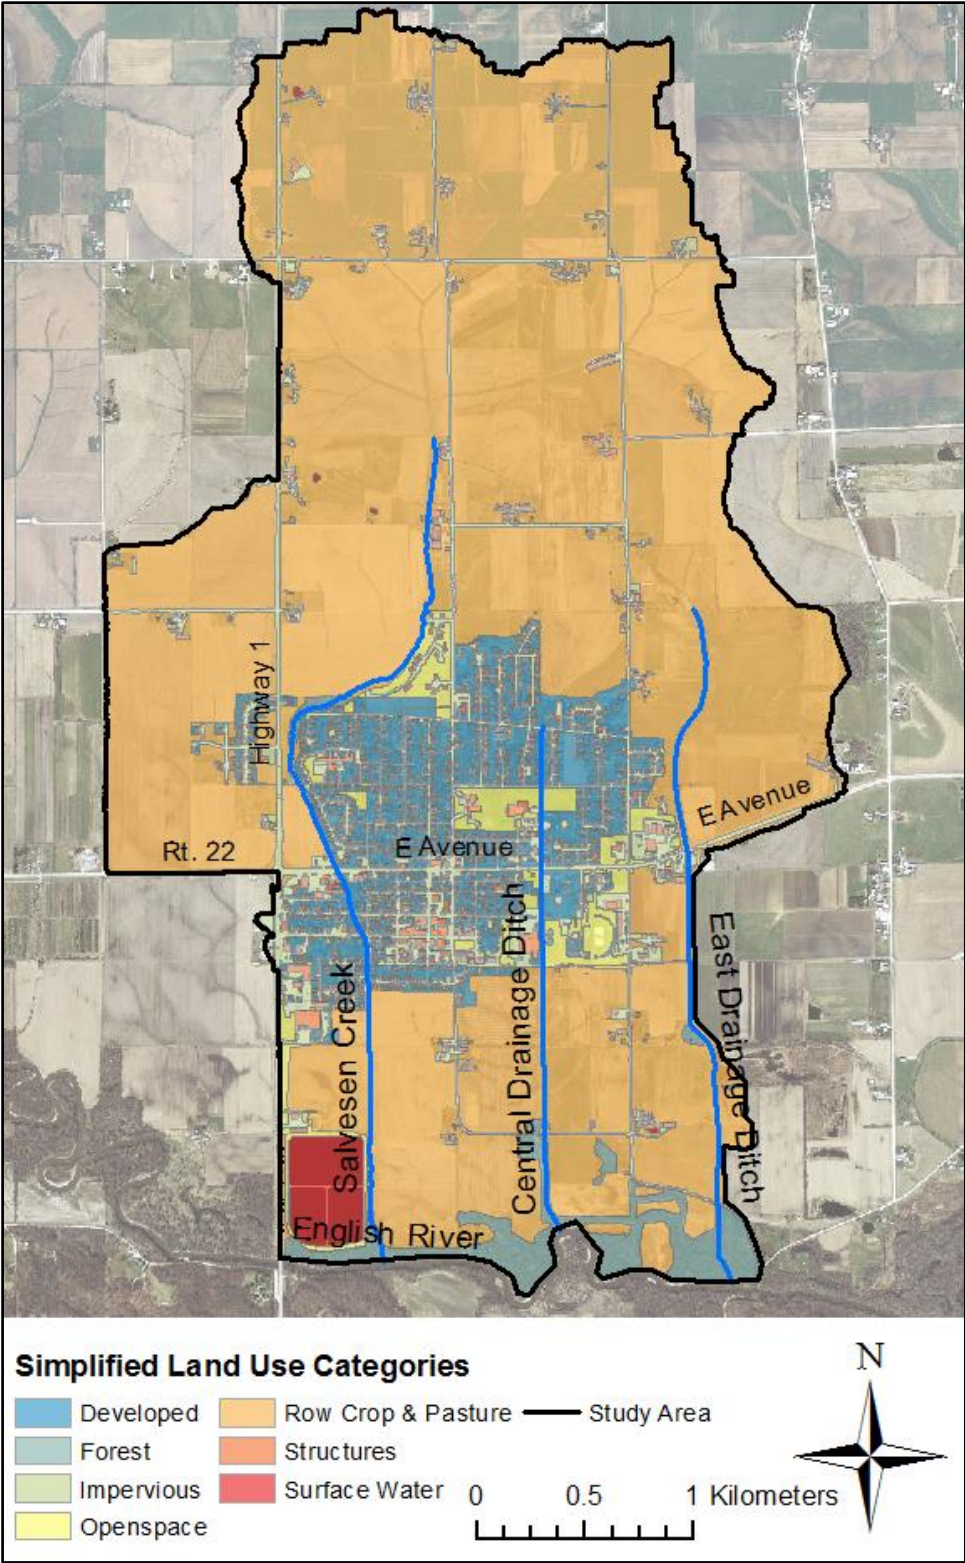 Highway 1
E Avenue
Rt. 22
E Avenue
Salvesen Creek
Central Drainage Ditch
East Drainage Ditch
English River
Simplified Land Use Categories
N
Developed
Row Crop & Pasture
Study Area
Forest
Structures
Impervious
Surface Water
0 0.5 1 Kilometers
Openspace